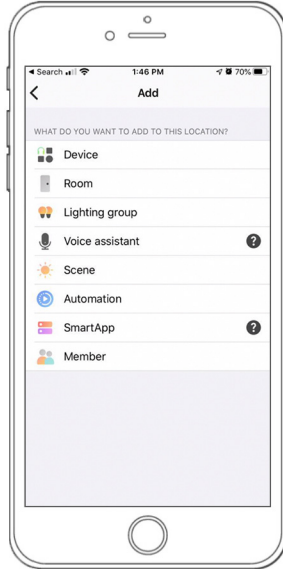 Search
1:46 PM
70%
Add
WHAT DO YOU WANT TO ADD TO THIS LOCATION?
Device
Room
Lighting group
Voice assistant ?
Scene
Automation
SmartApp ?
Member